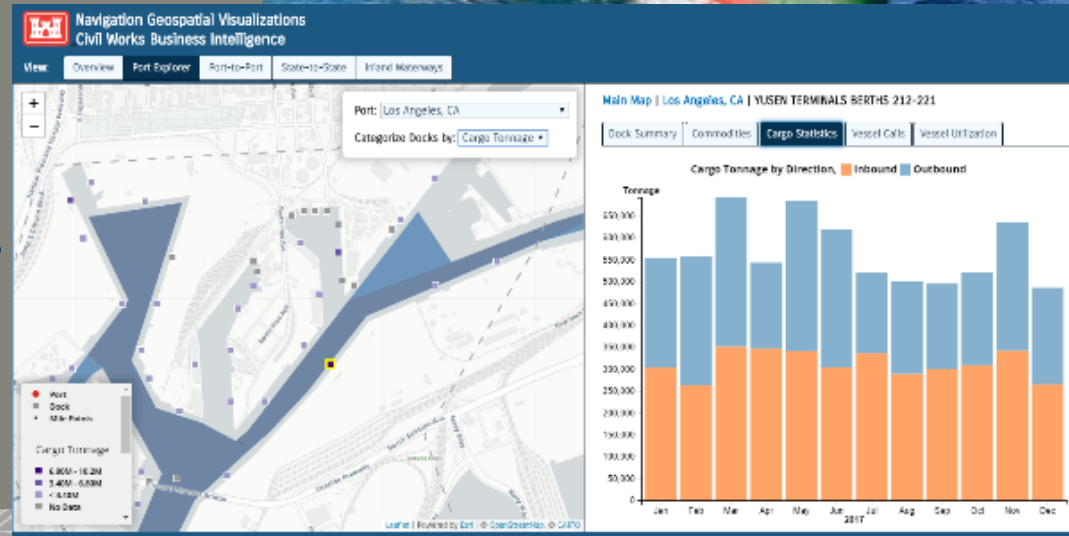 Navigation Geospatial Visualizations
Civil Works Business Intelligence
View: Overview Port Explorer Port-to-Port State-to-State Inland Waterways
+
−
Port: Los Angeles, CA
Categorize Docks by: Cargo Tonnage
Port
Dock
Mile Points
Cargo Tonnage
6.80M - 10.2M
3.40M - 6.80M
< 3.40M
No Data
Leaflet | Powered by Esri | © OpenStreetMap, © CARTO
Main Map | Los Angeles, CA | YUSEN TERMINALS BERTHS 212-221
Dock Summary Commodities Cargo Statistics Vessel Calls Vessel Utilization
Cargo Tonnage by Direction, Inbound Outbound
Tonnage
650,000
600,000
550,000
500,000
450,000
400,000
350,000
300,000
250,000
200,000
150,000
100,000
50,000
0
Jan Feb Mar Apr May Jun Jul Aug Sep Oct Nov Dec
2017